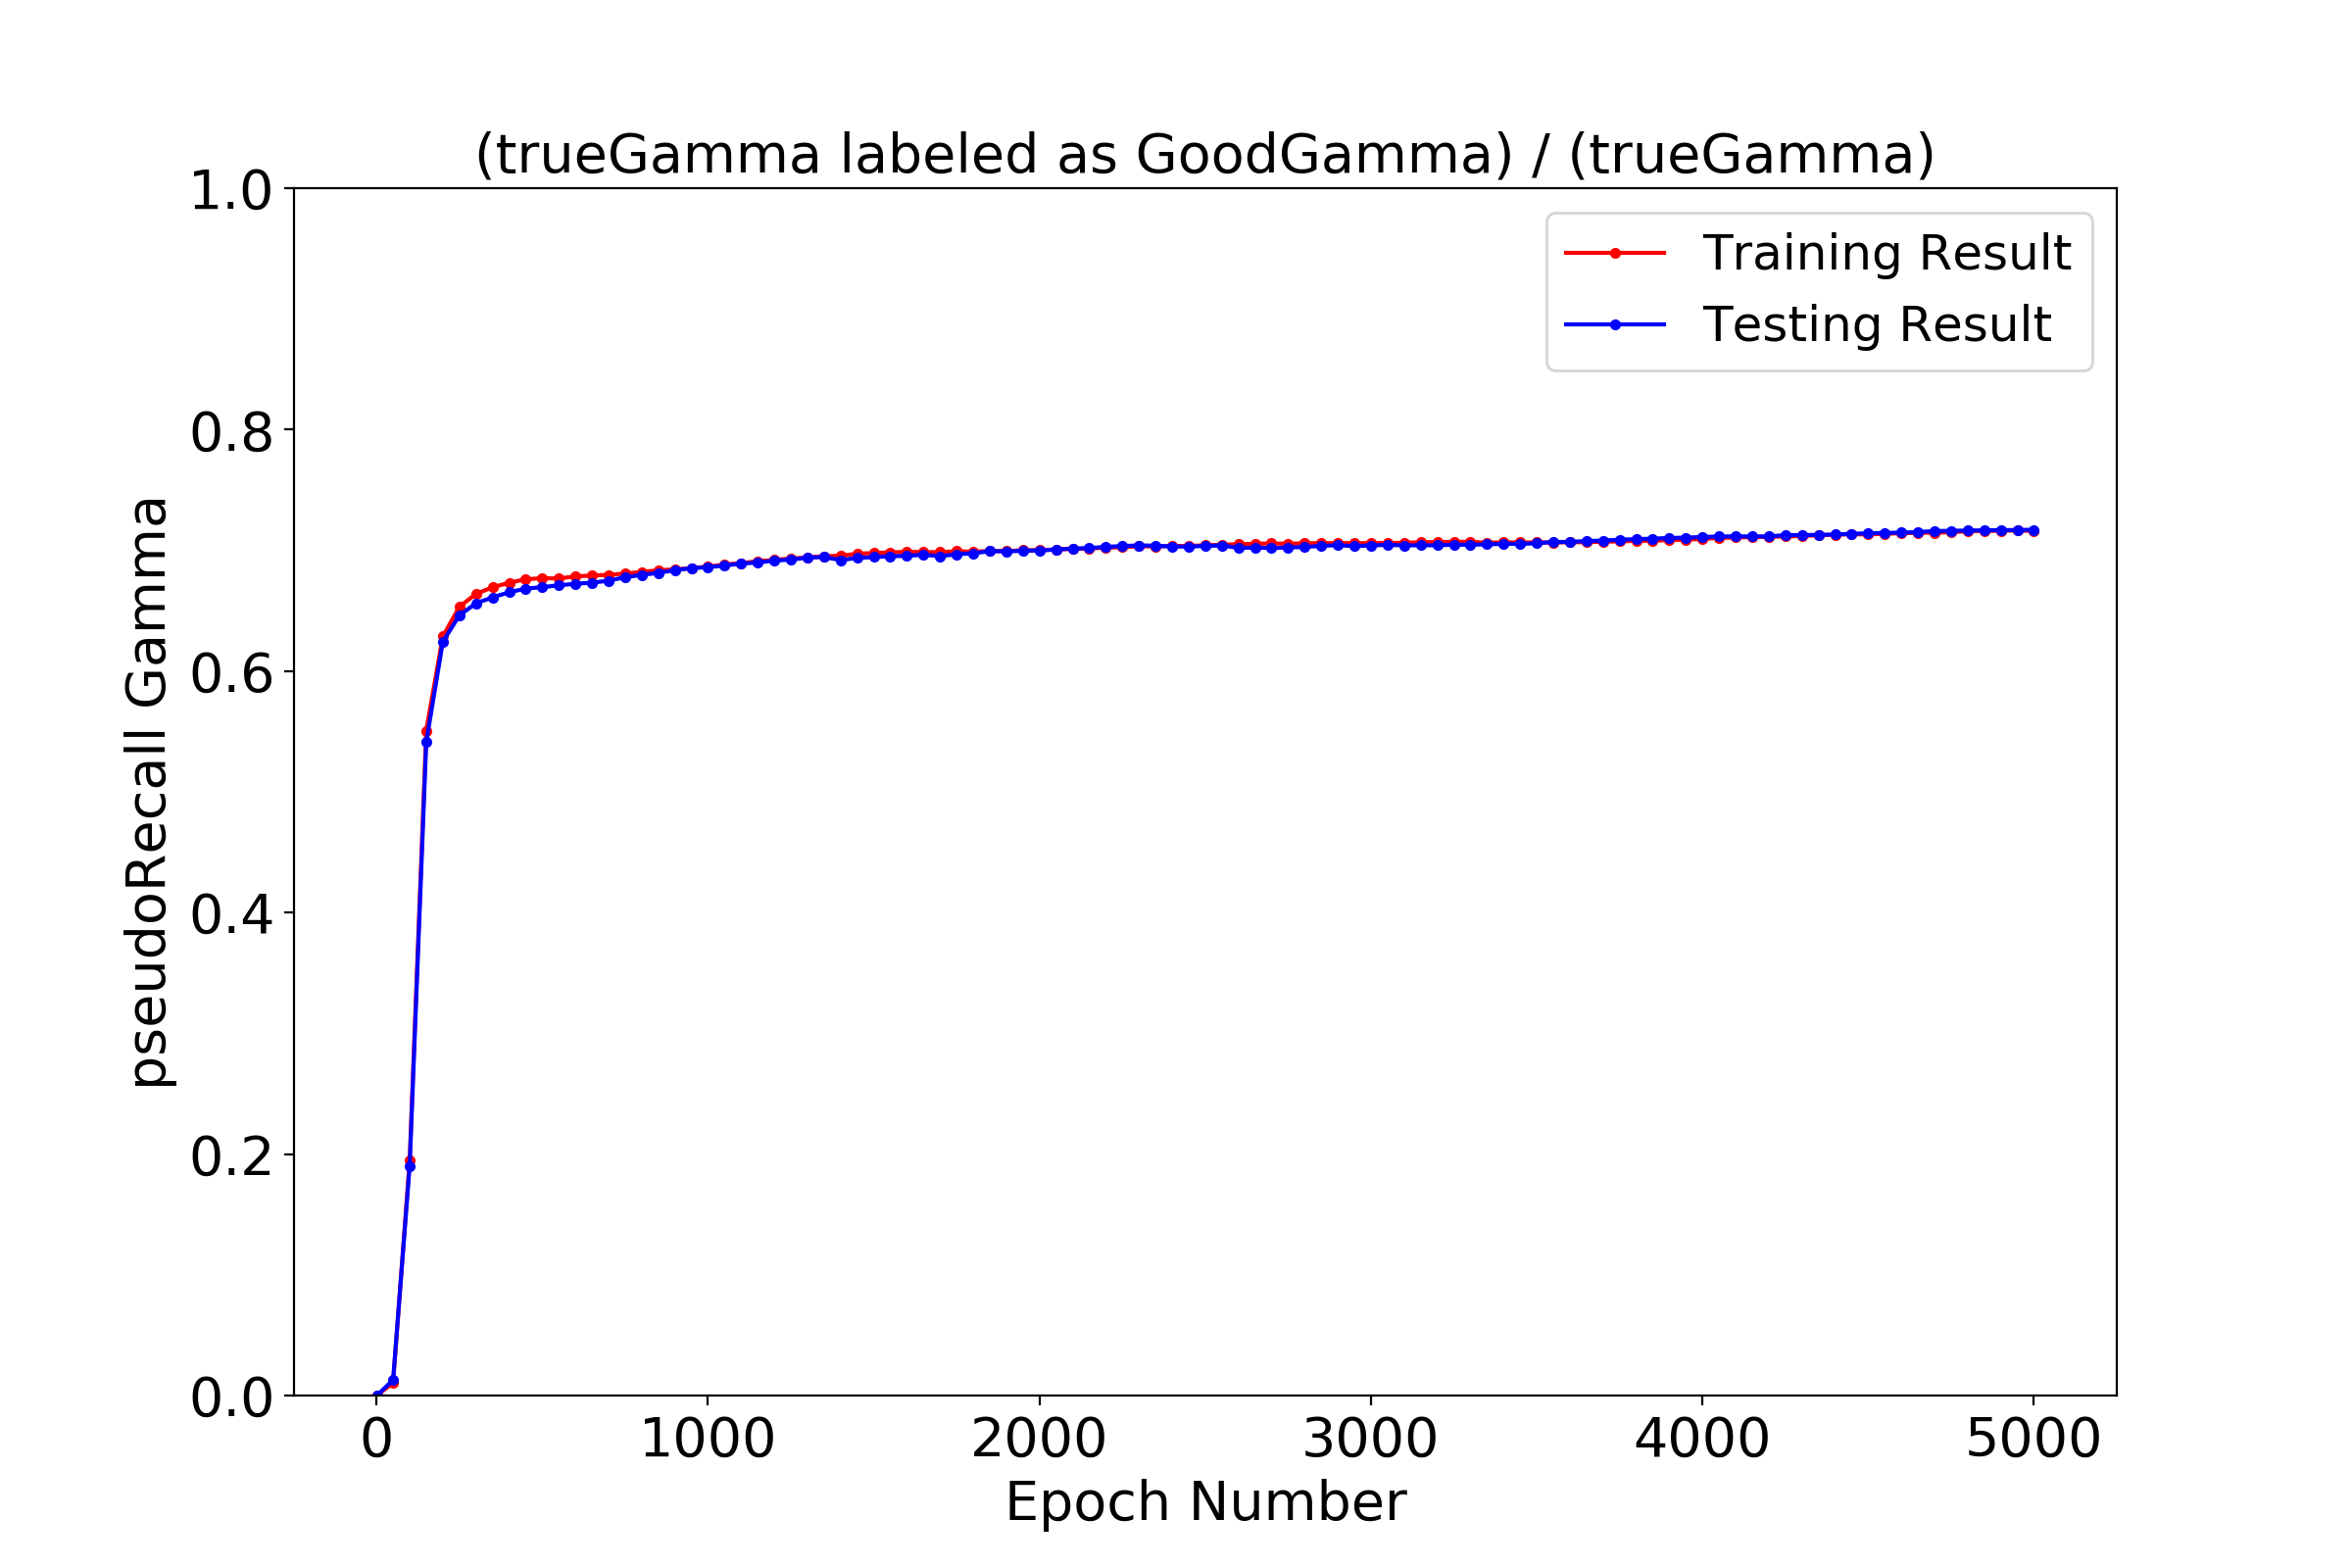 (trueGamma labeled as GoodGamma) / (trueGamma)
1.0
0.8
0.6
0.4
0.2
0.0
pseudoRecall Gamma
Training Result
Testing Result
0 1000 2000 3000 4000 5000
Epoch Number